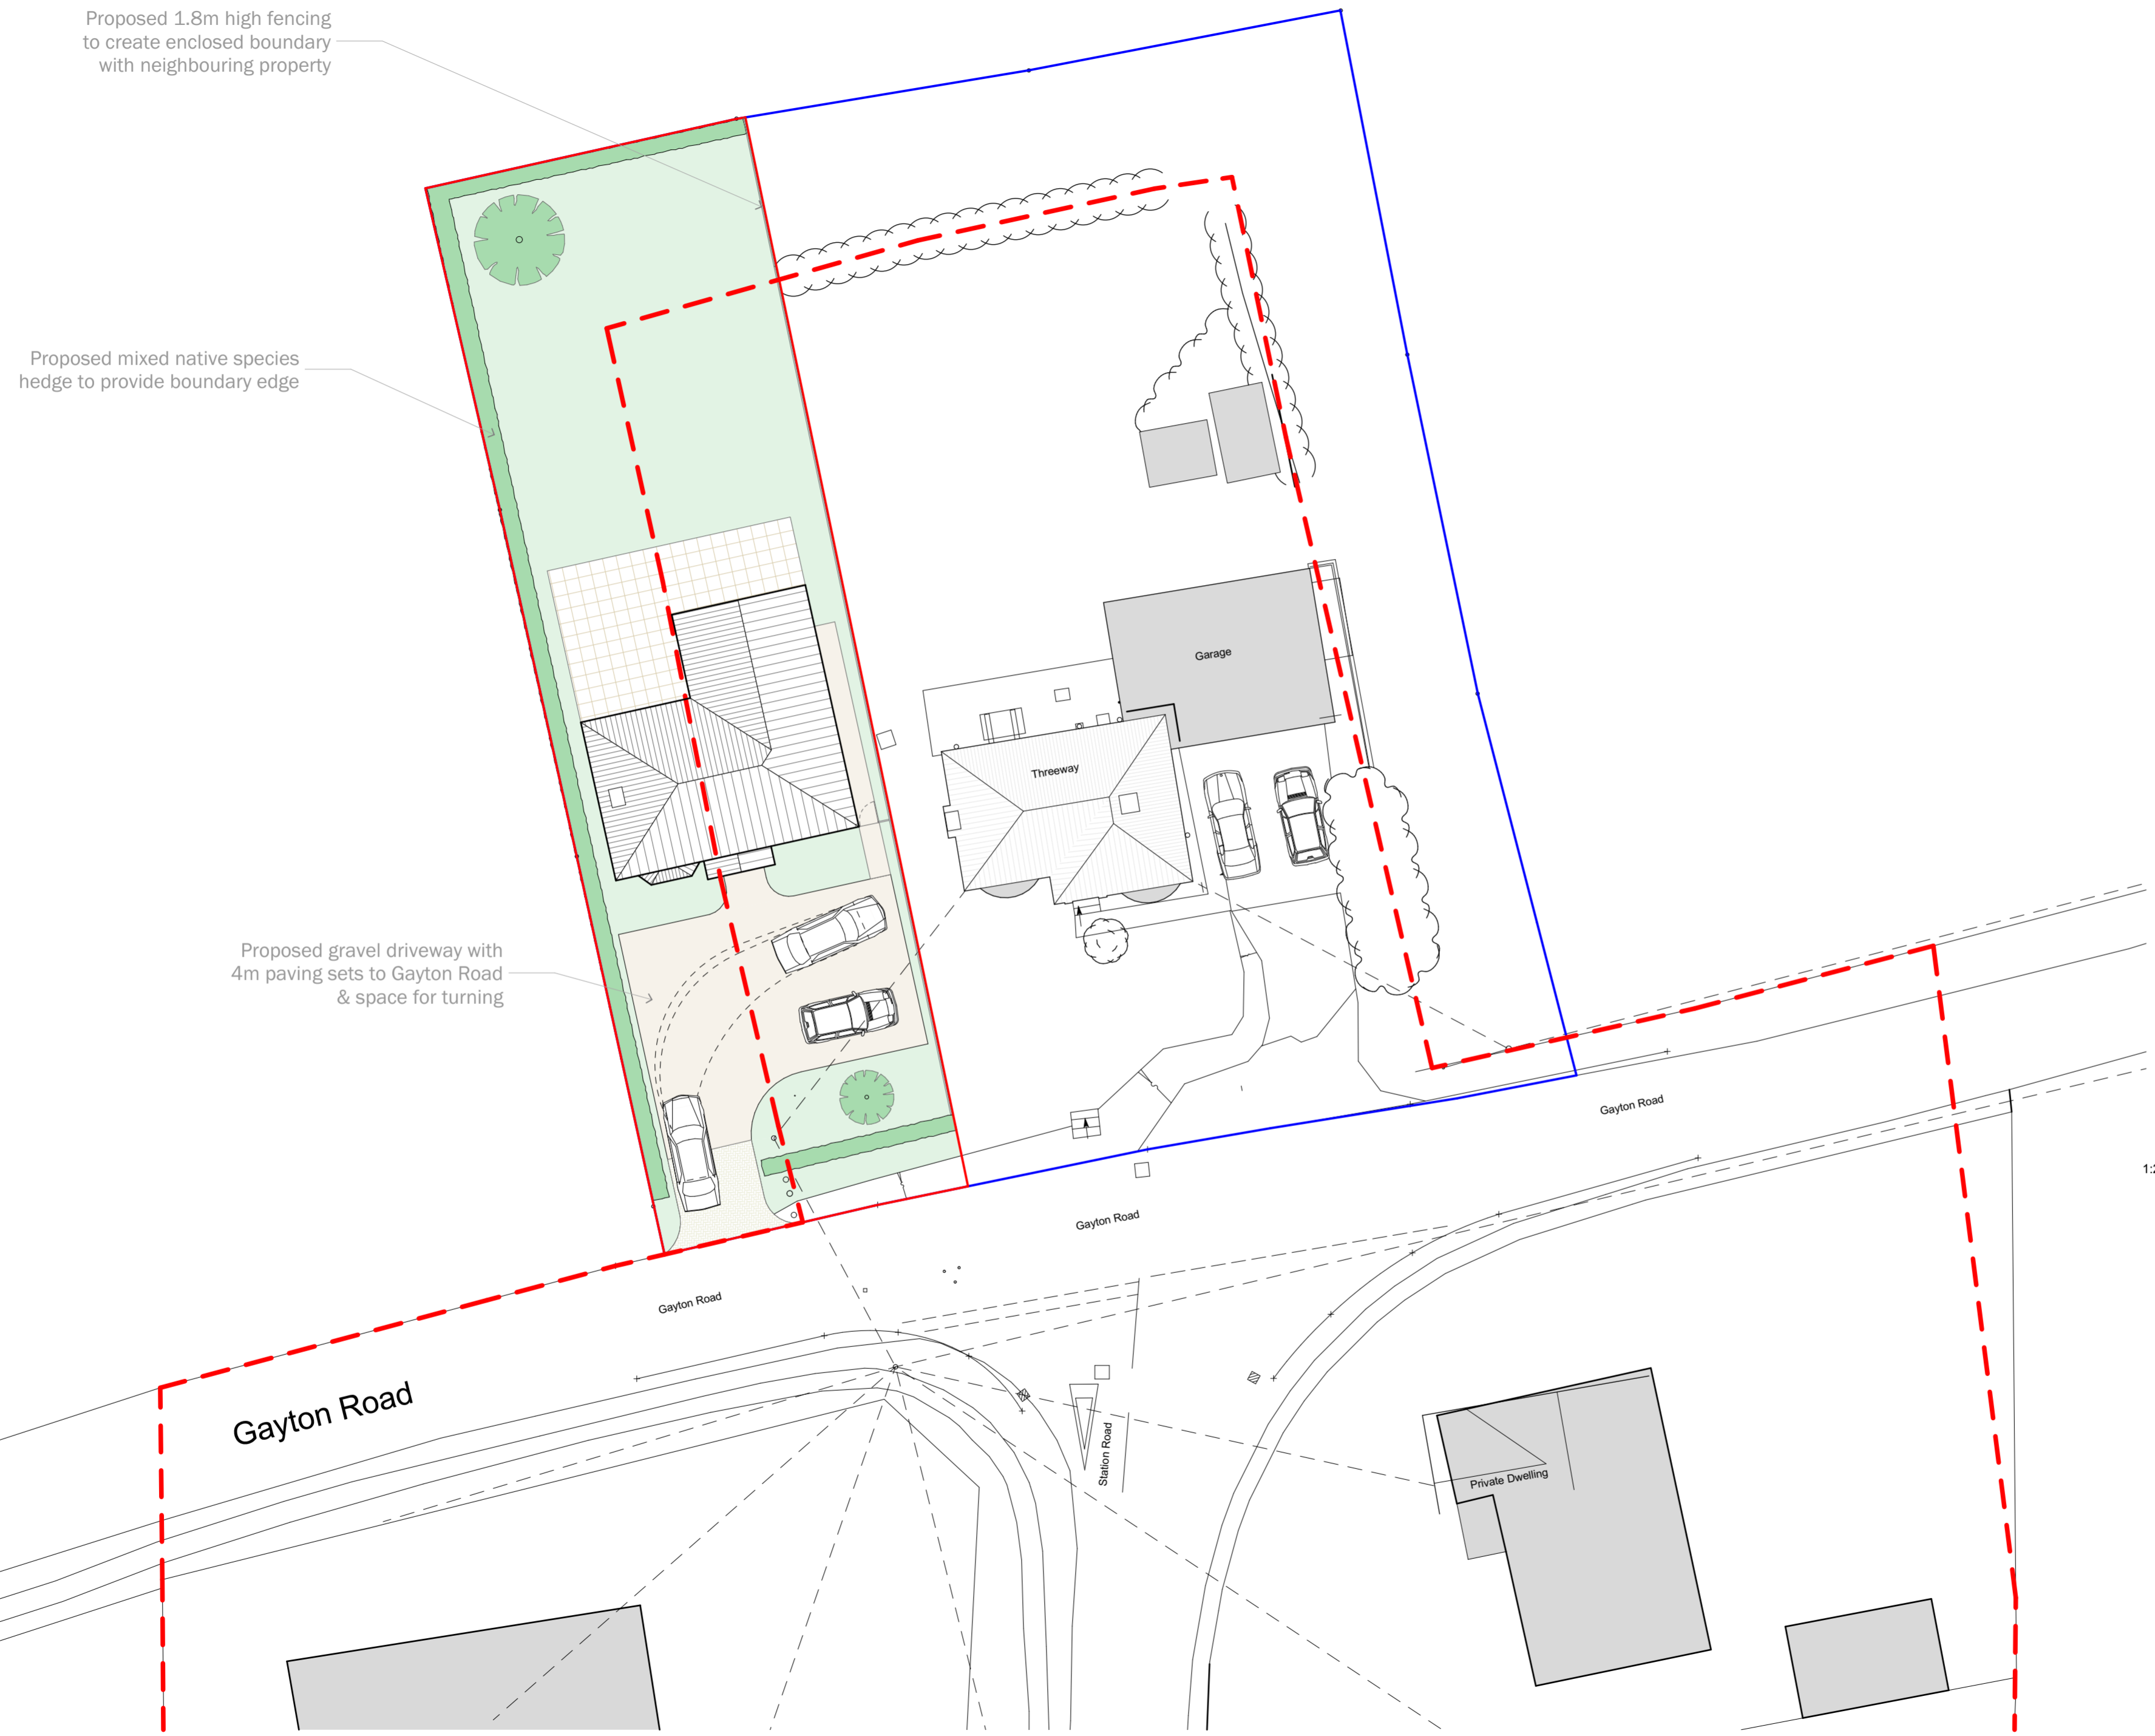 Proposed 1.8m high fencing
to create enclosed boundary
with neighbouring property
Proposed mixed native species
hedge to provide boundary edge
Garage
Threeway
Proposed gravel driveway with
4m paving sets to Gayton Road
& space for turning
Gayton Road
Gayton Road
Gayton Road
Gayton Road
Station Road
Private Dwelling